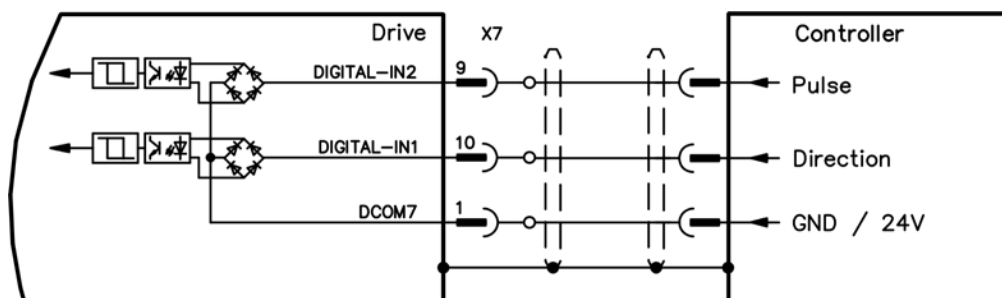 Drive X7 Controller
DIGITAL-IN2 9 Pulse
DIGITAL-IN1 10 Direction
DCOM7 1 GND / 24V